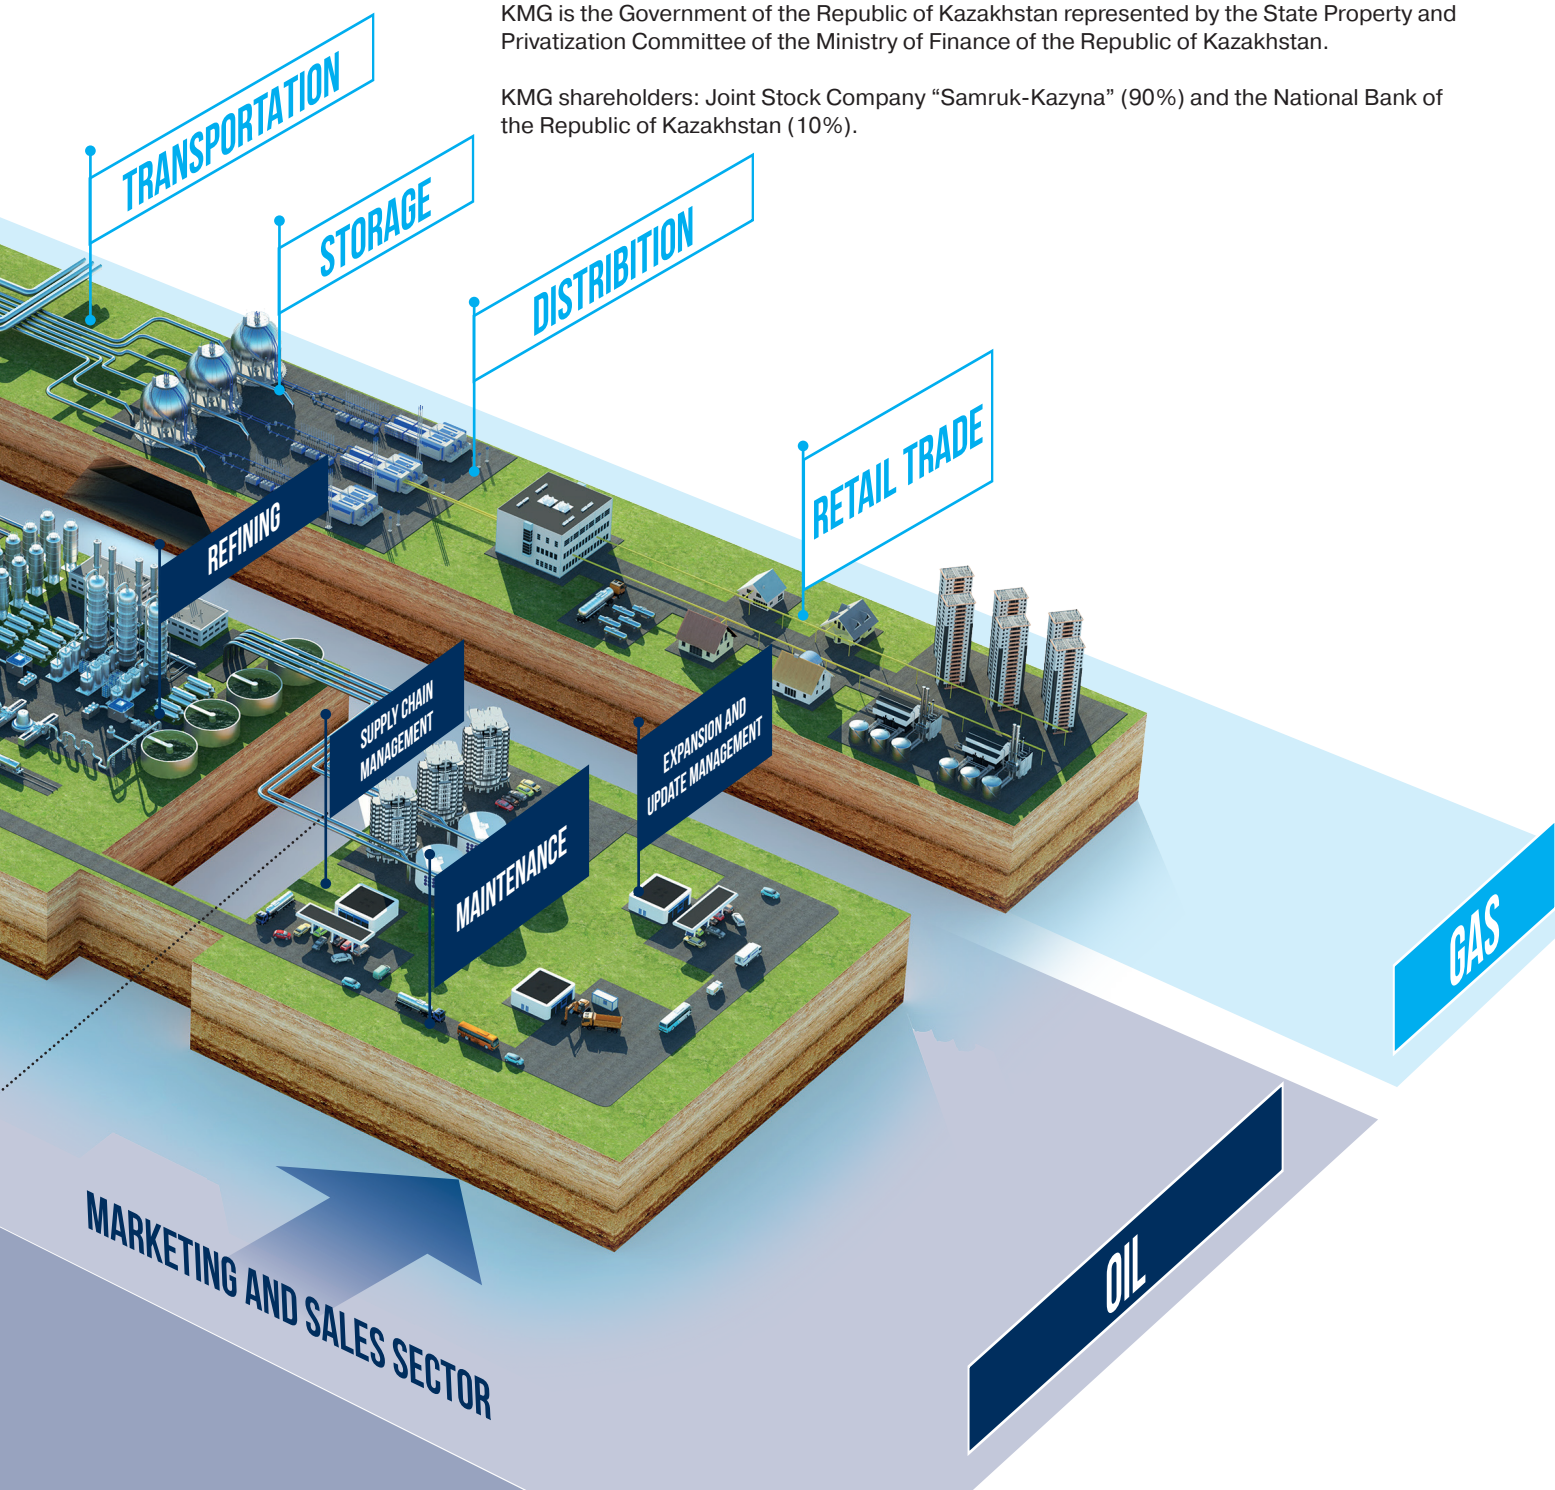 KMG is the Government of the Republic of Kazakhstan represented by the State Property and
Privatization Committee of the Ministry of Finance of the Republic of Kazakhstan.
KMG shareholders: Joint Stock Company “Samruk-Kazyna” (90%) and the National Bank of
the Republic of Kazakhstan (10%).
TRANSPORTATION
STORAGE
DISTRIBITION
RETAIL TRADE
REFINING
SUPPLY CHAIN
MANAGEMENT
EXPANSION AND
UPDATE MANAGEMENT
MAINTENANCE
GAS
OIL
MARKETING AND SALES SECTOR